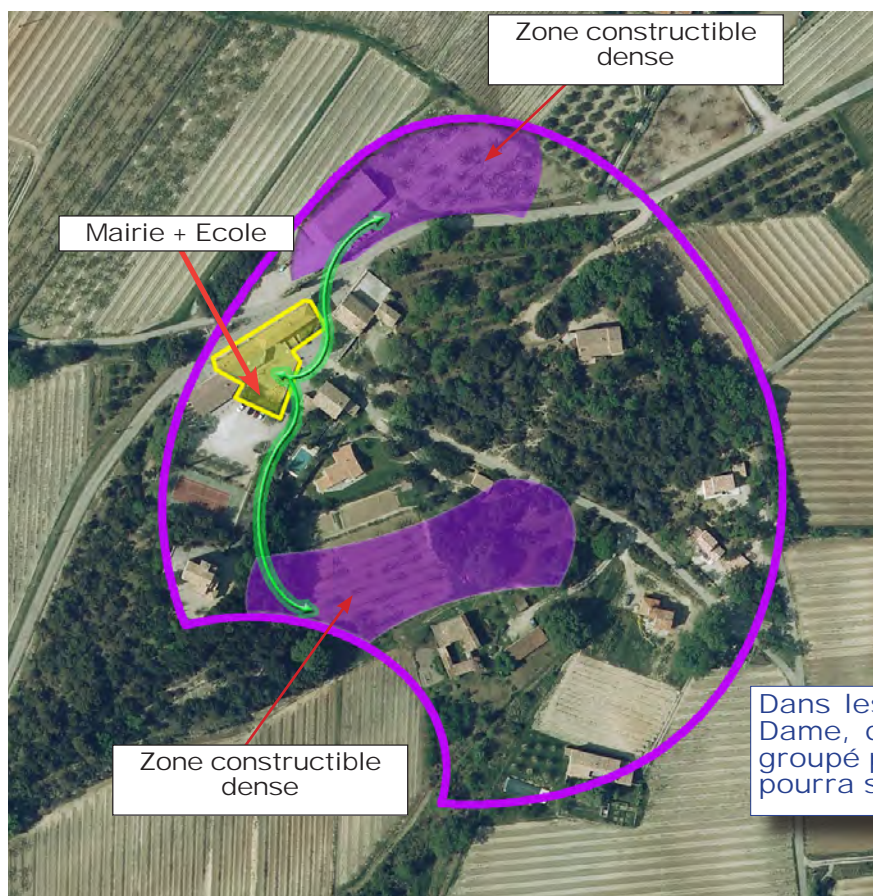 Zone constructible
dense
Mairie + Ecole
Zone constructible
dense
Dans les
Dame,
groupé
pourra